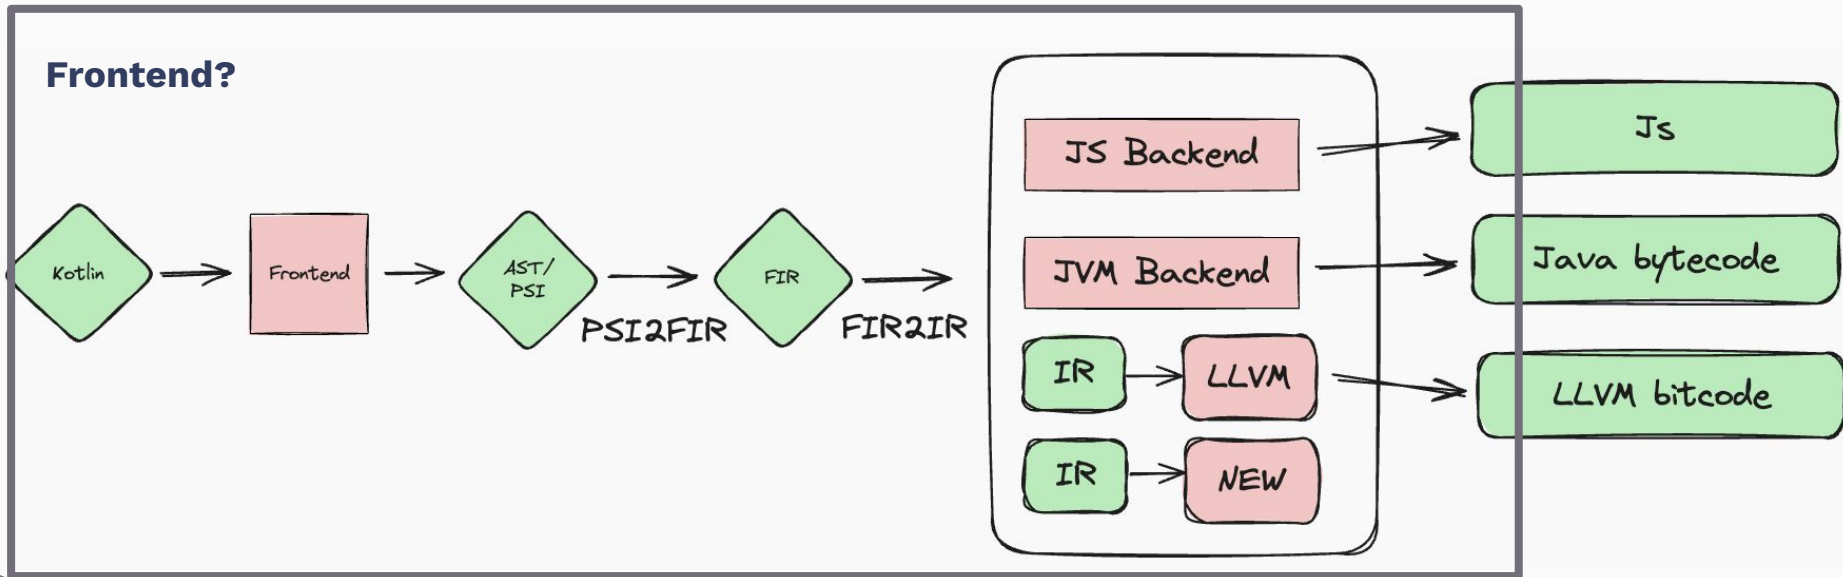 Frontend?
Kotlin
Frontend
AST/
PSI
PSI2FIR
FIR
FIR2IR
JS Backend
JVM Backend
IR
LLVM
IR
NEW
Js
Java bytecode
LLVM bitcode